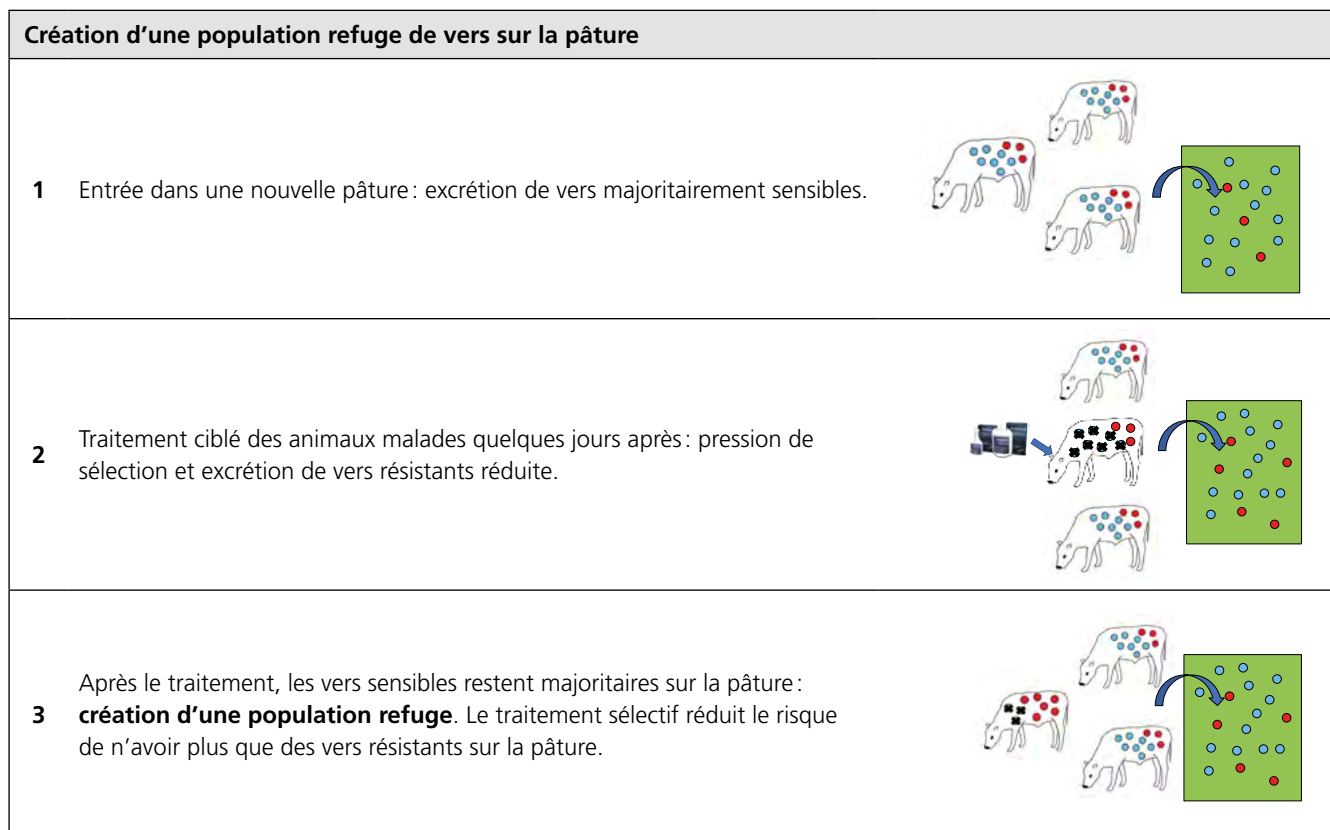 Création d’une population refuge de vers sur la pâture
1 Entrée dans une nouvelle pâture : excrétion de vers majoritairement sensibles.
Traitement ciblé des animaux malades quelques jours après : pression de
2
sélection et excrétion de vers résistants réduite.
Après le traitement, les vers sensibles restent majoritaires sur la pâture :
3 création d’une population refuge. Le traitement sélectif réduit le risque
de n’avoir plus que des vers résistants sur la pâture.